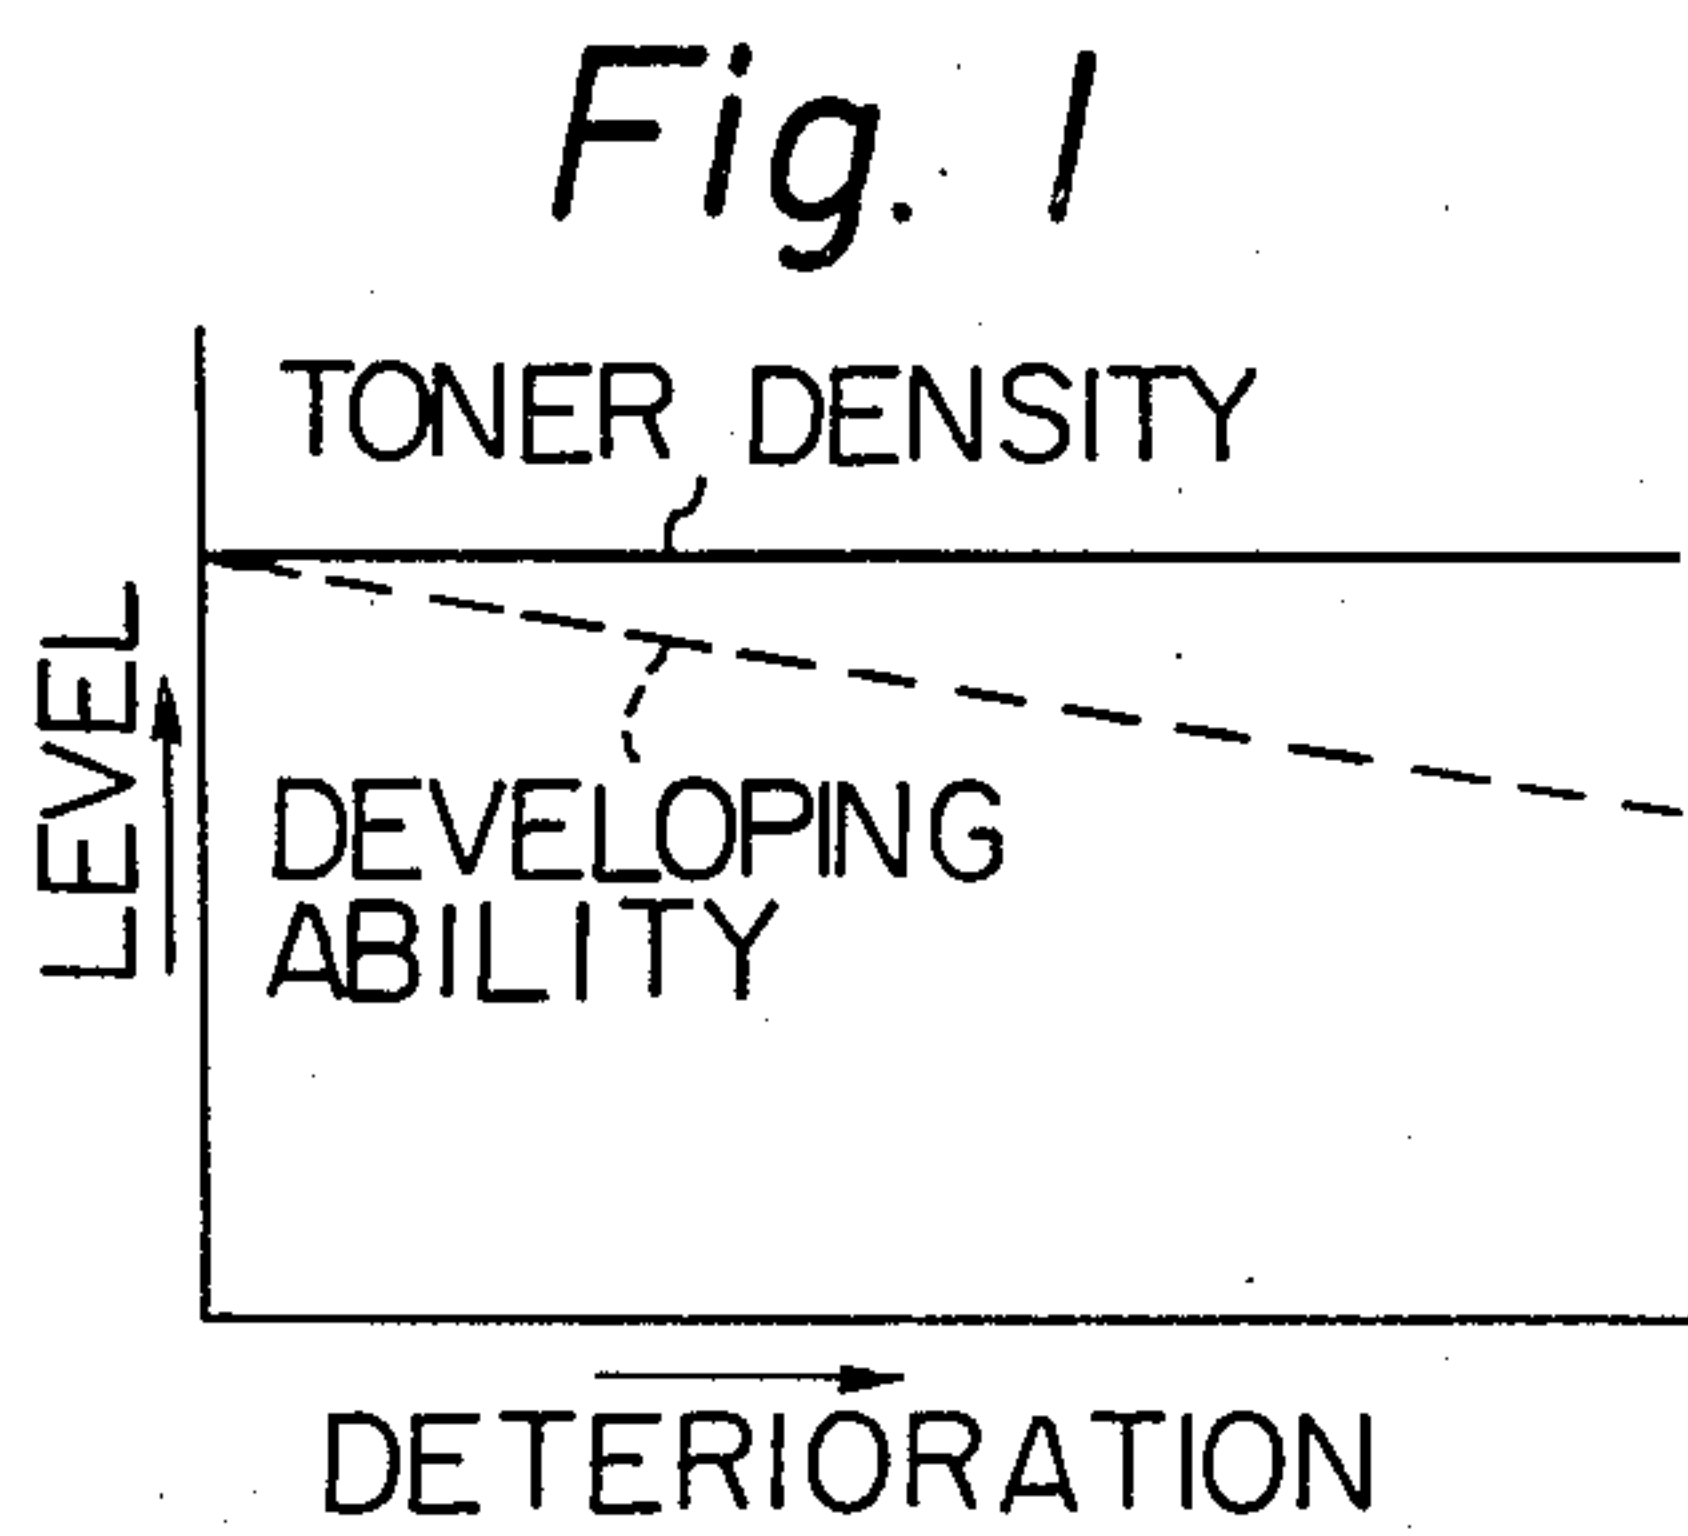 Fig. 1
TONER DENSITY
LEVEL
DEVELOPING
ABILITY
DETERIORATION